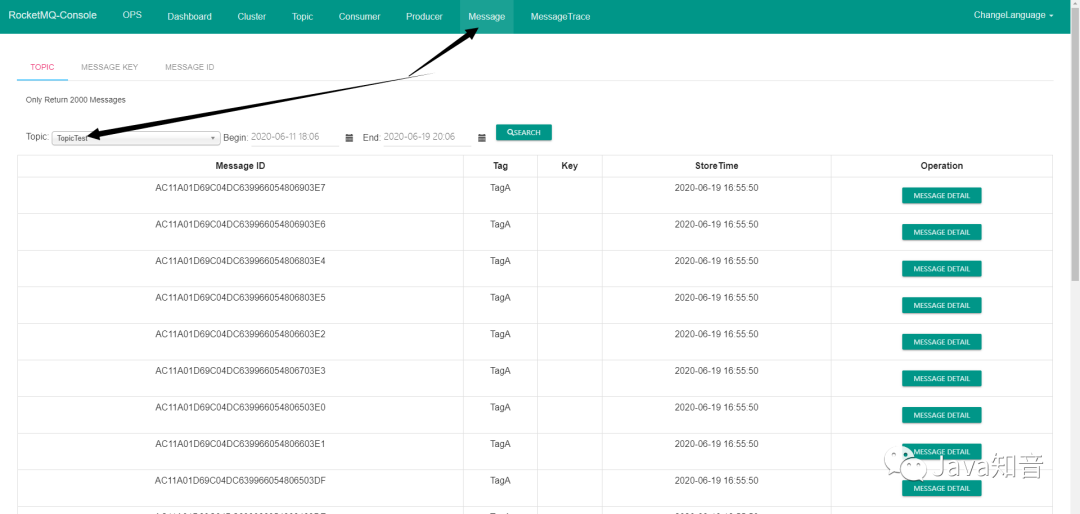 RocketMQ-Console OPS Dashboard Cluster Topic Consumer Producer Message MessageTrace ChangeLanguage
TOPIC MESSAGE KEY MESSAGE ID
Only Return 2000 Messages
Topic: TopicTest Begin: 2020-06-11 18:06 End: 2020-06-19 20:06 SEARCH
Message ID Tag Key StoreTime Operation
AC11A01D69C04DC639966054806903E7 TagA 2020-06-19 16:55:50 MESSAGE DETAIL
AC11A01D69C04DC639966054806903E6 TagA 2020-06-19 16:55:50 MESSAGE DETAIL
AC11A01D69C04DC639966054806803E4 TagA 2020-06-19 16:55:50 MESSAGE DETAIL
AC11A01D69C04DC639966054806803E5 TagA 2020-06-19 16:55:50 MESSAGE DETAIL
AC11A01D69C04DC639966054806603E2 TagA 2020-06-19 16:55:50 MESSAGE DETAIL
AC11A01D69C04DC639966054806703E3 TagA 2020-06-19 16:55:50 MESSAGE DETAIL
AC11A01D69C04DC639966054806503E0 TagA 2020-06-19 16:55:50 MESSAGE DETAIL
AC11A01D69C04DC639966054806603E1 TagA 2020-06-19 16:55:50 MESSAGE DETAIL
Java知音
AC11A01D69C04DC639966054806503DF TagA 2020-06-19 16:55:50 MESSAGE DETAIL